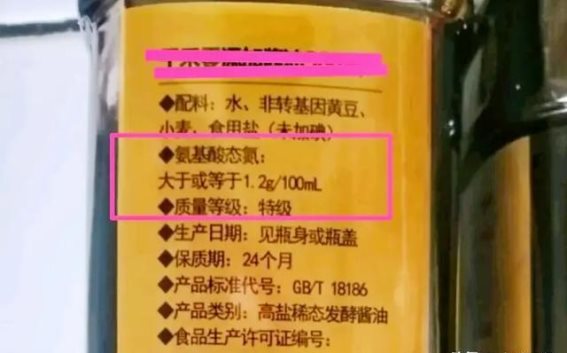 ◆配料：水、非转基因黄豆、
小麦、食用盐（未加碘）
◆氨基酸态氮：
大于或等于1.2g/100mL
◆质量等级：特级
◆生产日期：见瓶身或瓶盖
◆保质期：24个月
◆产品标准代号：GB/T 18186
◆产品类别：高盐稀态发酵酱油
◆食品生产许可证编号：